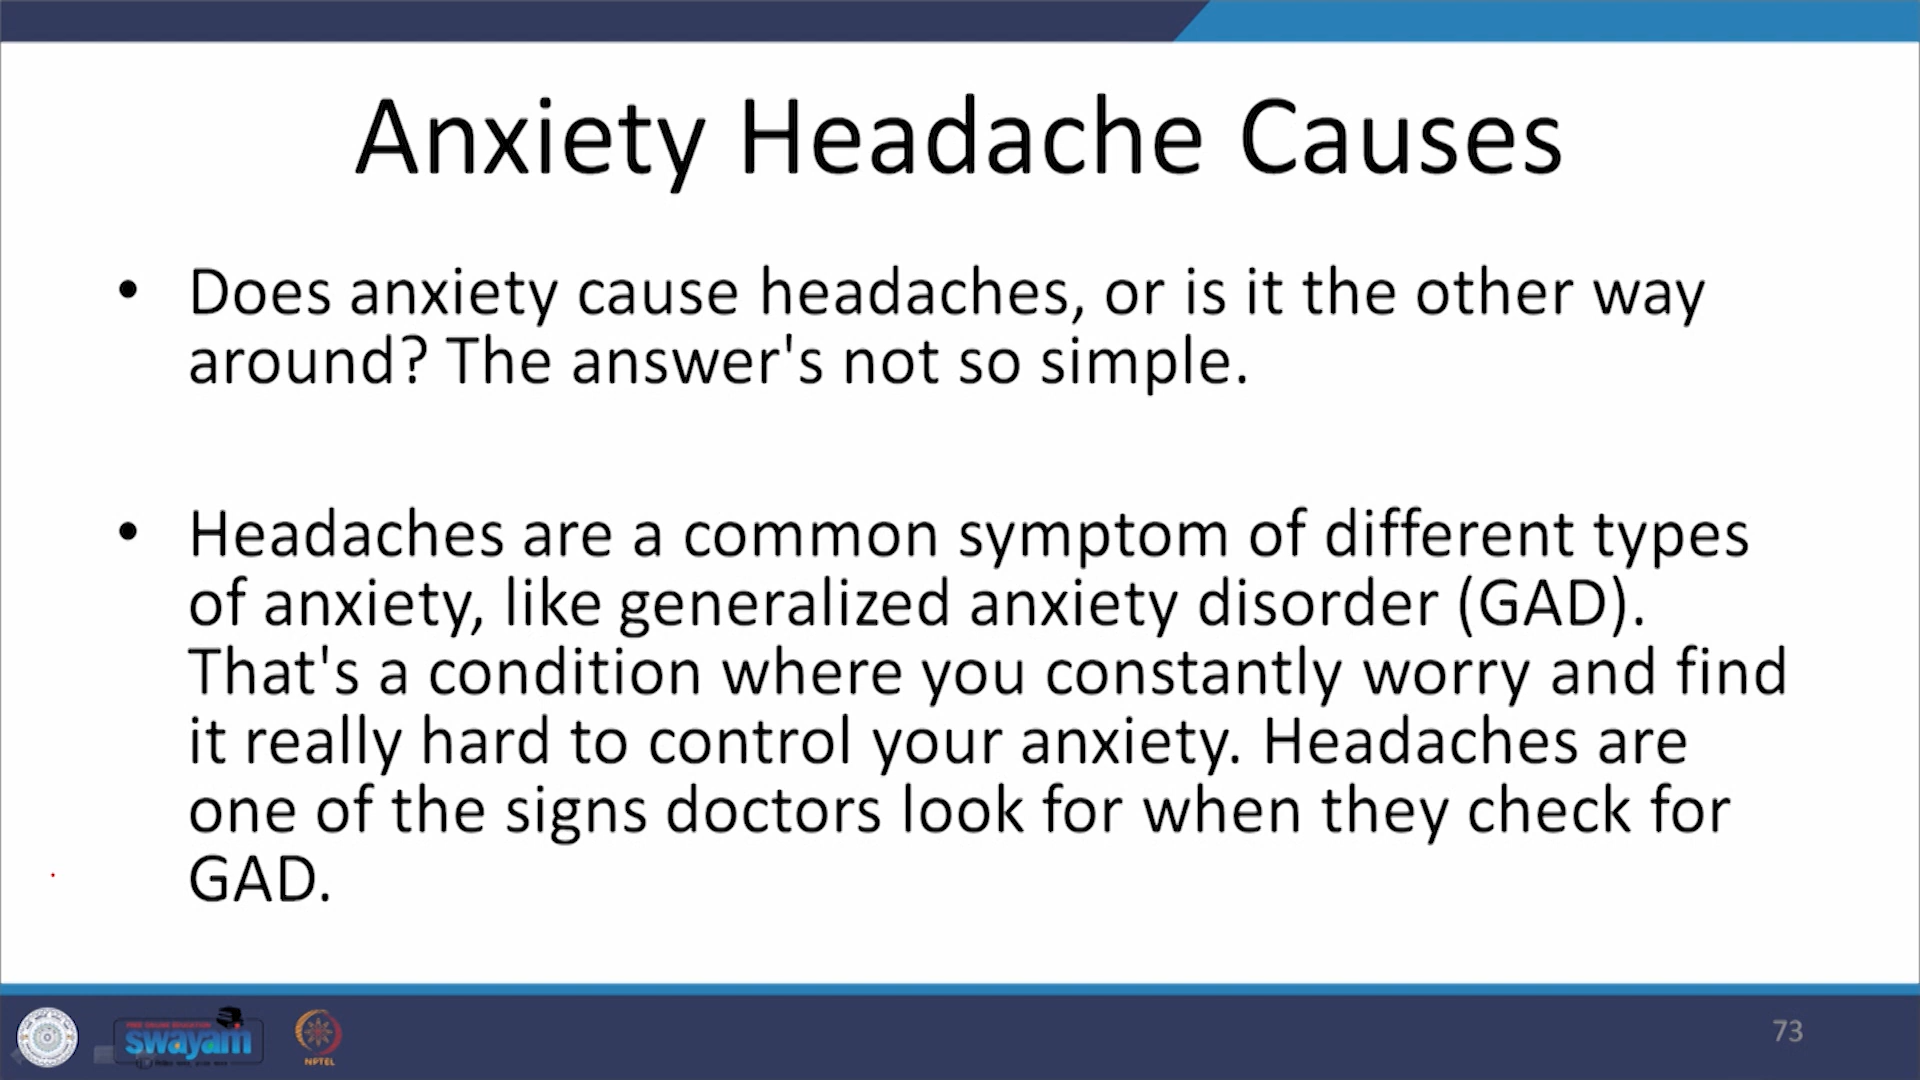 Anxiety Headache Causes
• Does anxiety cause headaches, or is it the other way
around? The answer's not so simple.
• Headaches are a common symptom of different types
of anxiety, like generalized anxiety disorder (GAD).
That's a condition where you constantly worry and find
it really hard to control your anxiety. Headaches are
one of the signs doctors look for when they check for
GAD.
FREE ONLINE EDUCATION
swayam
NPTEL
73